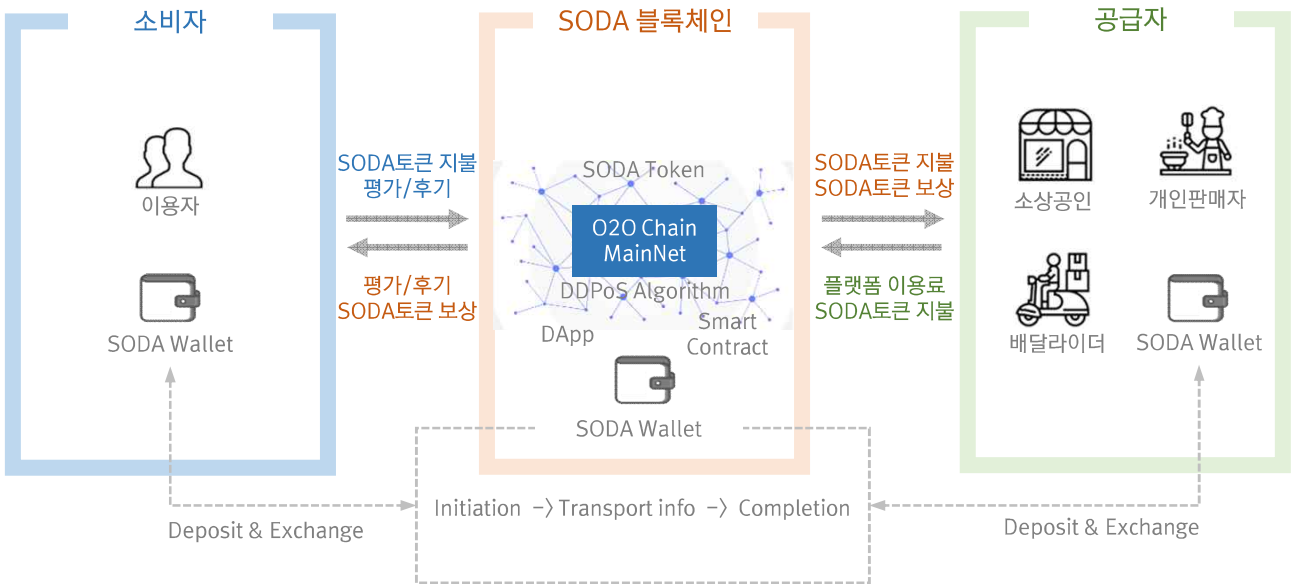 소비자
이용자
SODA Wallet
SODA토큰 지불
평가/후기
평가/후기
SODA토큰 보상
SODA 블록체인
SODA Token
O2O Chain
MainNet
DDPoS Algorithm
DApp
Smart
Contract
SODA Wallet
SODA토큰 지불
SODA토큰 보상
플랫폼 이용료
SODA토큰 지불
공급자
소상공인
개인판매자
배달라이더
SODA Wallet
Deposit & Exchange
Initiation -> Transport info -> Completion
Deposit & Exchange